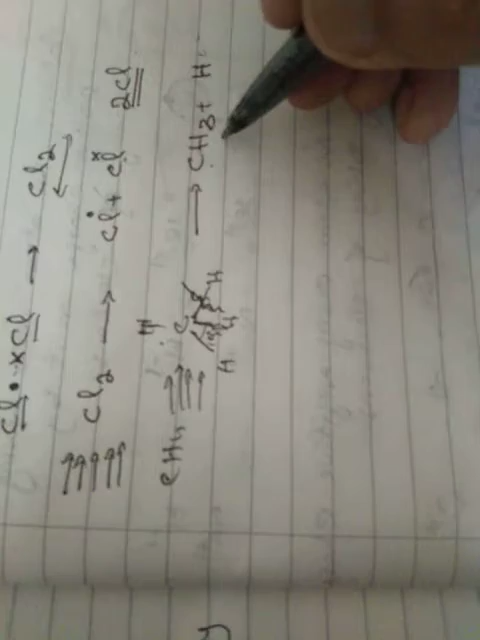 Cl • × Cl → Cl2
Cl2 → Cl + Cl 2Cl
CH4 → CH3 + H
H
C
H
H
H